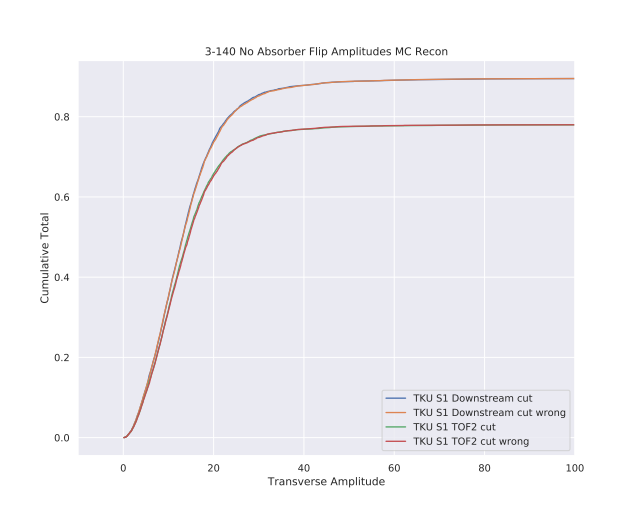 3-140 No Absorber Flip Amplitudes MC Recon
Cumulative Total
0.8
0.6
0.4
0.2
0.0
TKU S1 Downstream cut
TKU S1 Downstream cut wrong
TKU S1 TOF2 cut
TKU S1 TOF2 cut wrong
0 20 40 60 80 100
Transverse Amplitude